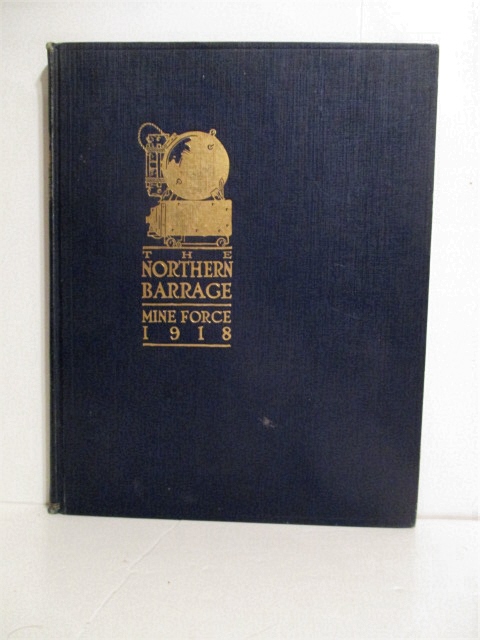 THE
NORTHERN
BARRAGE
MINE FORCE
1918